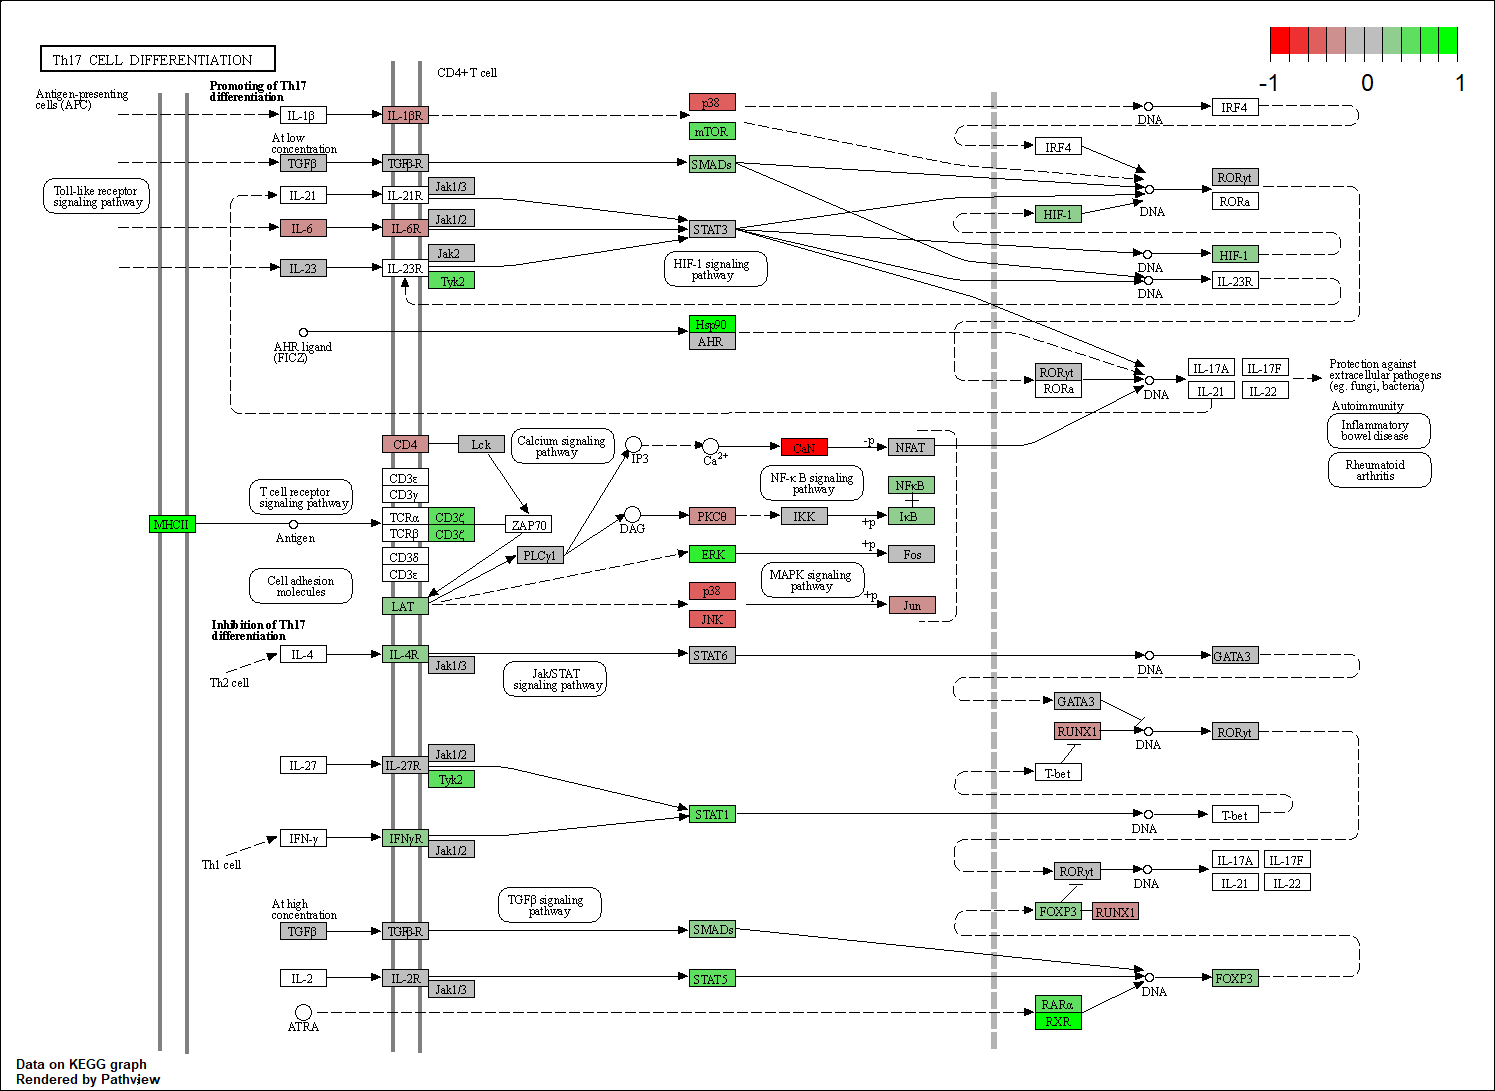 Th17 CELL DIFFERENTIATION
-1 0 1
CD4+ T cell
Antigen-presenting
cells (APC)
Promoting of Th17
differentiation
IL-1β
IL-1βR
p38
mTOR
DNA
IRF4
IRF4
At low
concentration
TGFβ
TGFβ-R
SMADs
Toll-like receptor
signaling pathway
IL-21
IL-21R
Jak1/3
IL-6
IL-6R
Jak1/2
STAT3
IL-23
IL-23R
Jak2
Tyk2
HIF-1 signaling
pathway
HIF-1
DNA
RORγt
RORa
DNA
HIF-1
DNA
IL-23R
AHR ligand
(FICZ)
Hsp90
AHR
RORγt
RORa
DNA
IL-17A
IL-17F
IL-21
IL-22
Protection against
extracellular pathogens
(eg. fungi, bacteria)
Autoimmunity
Inflammatory
bowel disease
Rheumatoid
arthritis
CD4
Lck
Calcium signaling
pathway
IP3
Ca2+
CaN
-p
NFAT
CD3ε
CD3γ
T cell receptor
signaling pathway
NF-κB signaling
pathway
NFκB
MHCII
Antigen
TCRα
TCRβ
CD3ζ
CD3ζ
ZAP70
DAG
PKCθ
IKK
+p
IκB
CD3δ
CD3ε
PLCγ1
ERK
+p
Fos
Cell adhesion
molecules
LAT
p38
JNK
MAPK signaling
pathway
+p
Jun
Inhibition of Th17
differentiation
IL-4
Th2 cell
IL-4R
Jak1/3
STAT6
DNA
GATA3
Jak/STAT
signaling pathway
GATA3
RUNX1
DNA
RORγt
T-bet
IL-27
IL-27R
Jak1/2
Tyk2
STAT1
DNA
T-bet
IFN-γ
Th1 cell
IFNγR
Jak1/2
RORγt
DNA
IL-17A
IL-17F
IL-21
IL-22
TGFβ signaling
pathway
FOXP3
RUNX1
At high
concentration
TGFβ
TGFβ-R
SMADs
IL-2
IL-2R
Jak1/3
STAT5
DNA
FOXP3
ATRA
RARα
RXR
Data on KEGG graph
Rendered by Pathview